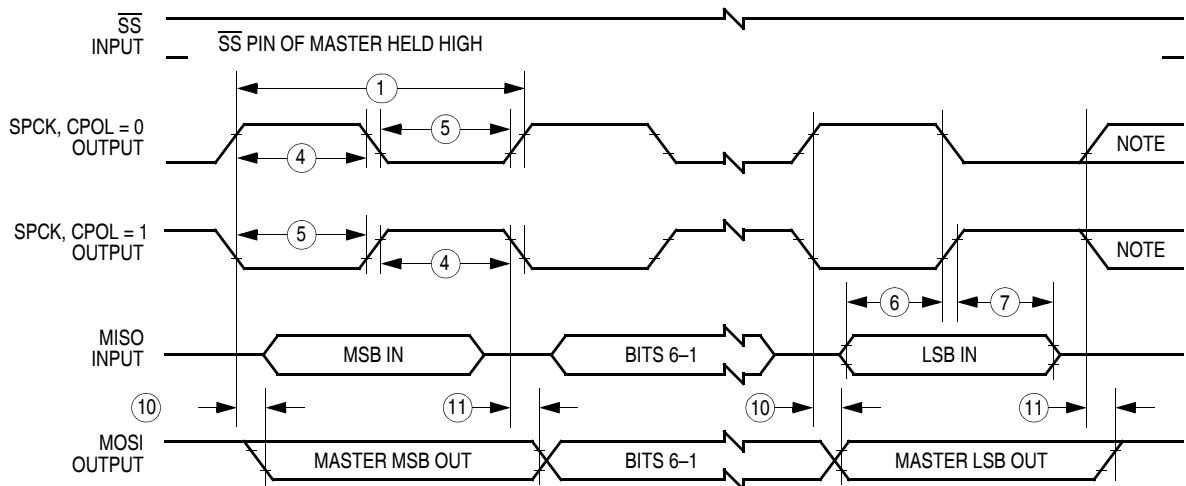 SS
INPUT
SS PIN OF MASTER HELD HIGH
1
SPCK, CPOL = 0
OUTPUT
5
4
NOTE
SPCK, CPOL = 1
OUTPUT
5
4
NOTE
6
7
MISO
INPUT
MSB IN
BITS 6–1
LSB IN
10
11
10
11
MOSI
OUTPUT
MASTER MSB OUT
BITS 6–1
MASTER LSB OUT